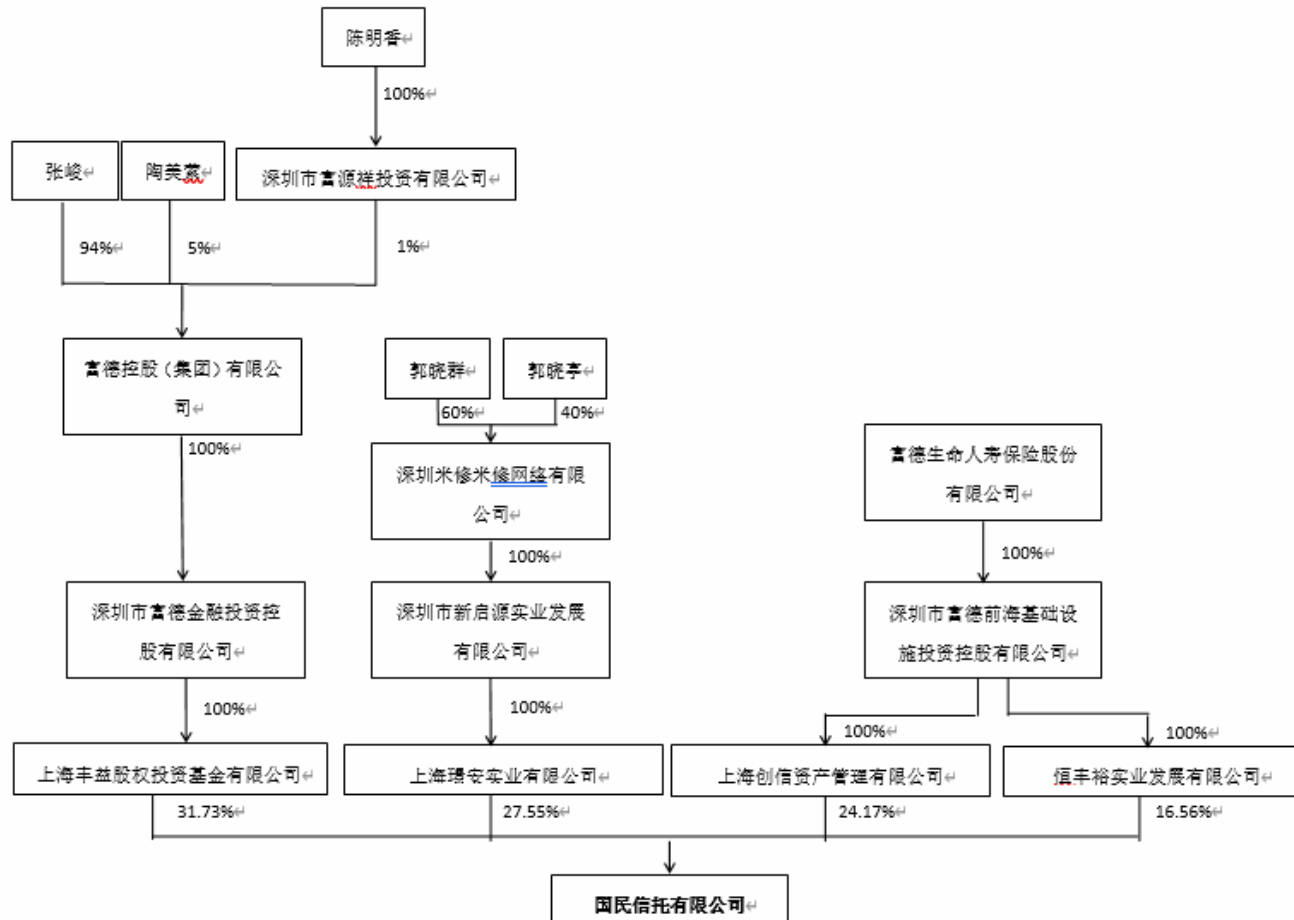 陈明香
100%
张峻
陶美蓂
深圳市富源祥投资有限公司
94%
5%
1%
富德控股（集团）有限公
司
郭晓群
郭晓亭
60%
40%
100%
深圳米修米修网络有限
公司
富德生命人寿保险股份
有限公司
100%
100%
深圳市富德金融投资控
股有限公司
深圳市新启源实业发展
有限公司
深圳市富德前海基础设
施投资控股有限公司
100%
100%
100%
100%
上海丰益股权投资基金有限公司
上海璟安实业有限公司
上海创信资产管理有限公司
恒丰裕实业发展有限公司
31.73%
27.55%
24.17%
16.56%
国民信托有限公司